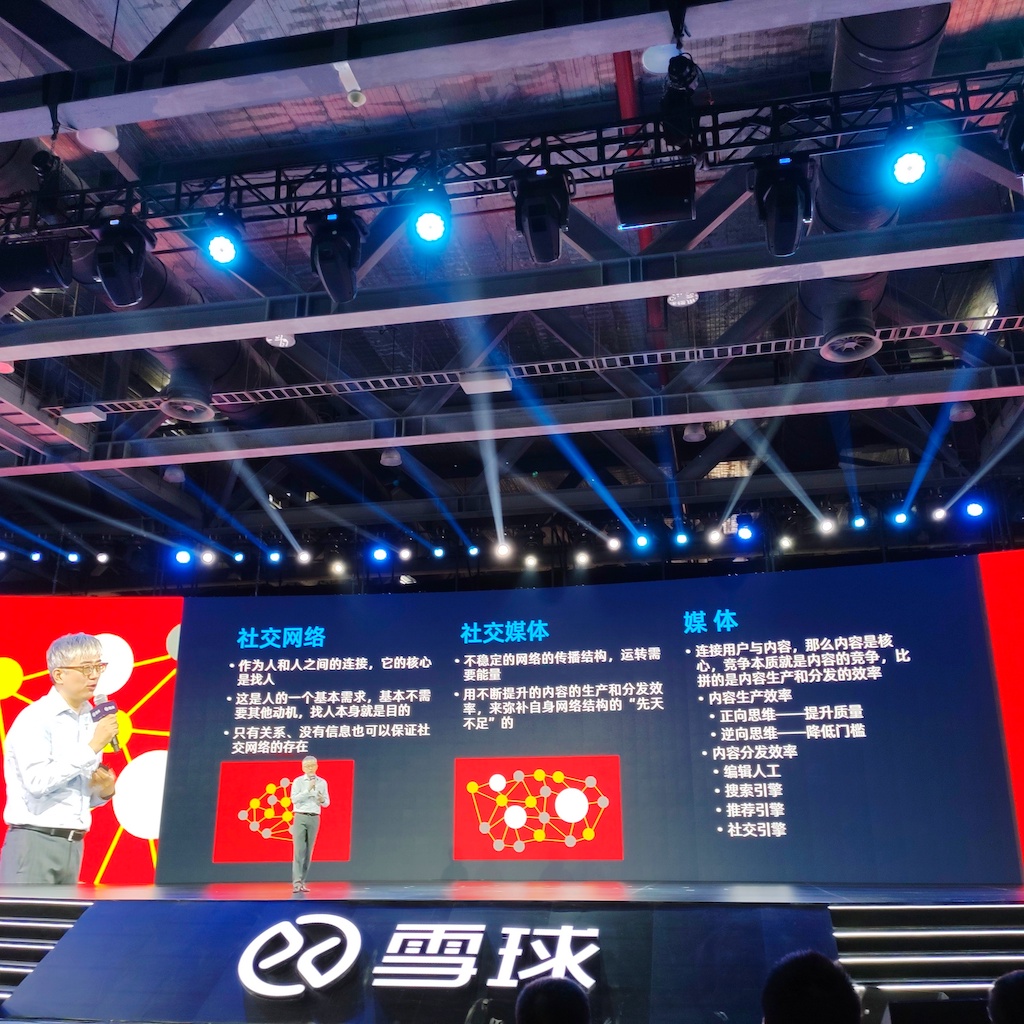 社交网络
• 作为人和人之间的连接，它的核心
是找人
• 这是人的一个基本需求，基本不需
要其他动机，找人本身就是目的
• 只有关系、没有信息也可以保证社
交网络的存在
社交媒体
• 不稳定的网络的传播结构，运转需
要能量
• 用不断提升的内容的生产和分发效
率，来弥补自身网络结构的“先天
不足”的
媒 体
• 连接用户与内容，那么内容是核
心，竞争本质就是内容的竞争，比
拼的是内容生产和分发的效率
• 内容生产效率
• 正向思维——提升质量
• 逆向思维——降低门槛
• 内容分发效率
• 编辑人工
• 搜索引擎
• 推荐引擎
• 社交引擎
雪球